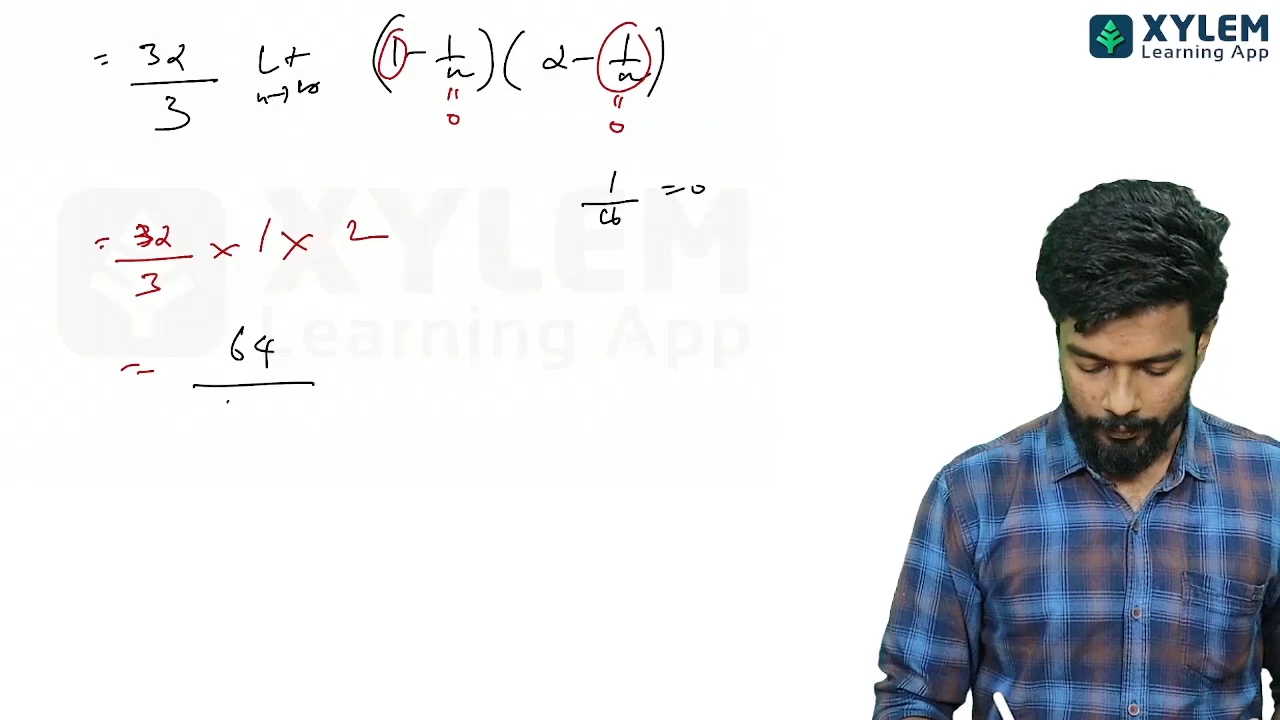 XYLEM
Learning App
= 32/3 Lt n→∞ (1 - 1/n)(2 - 1/n)
= 0
= 0
1/∞ = 0
= 32/3 × 1 × 2
= 64
XYLEM
Learning App